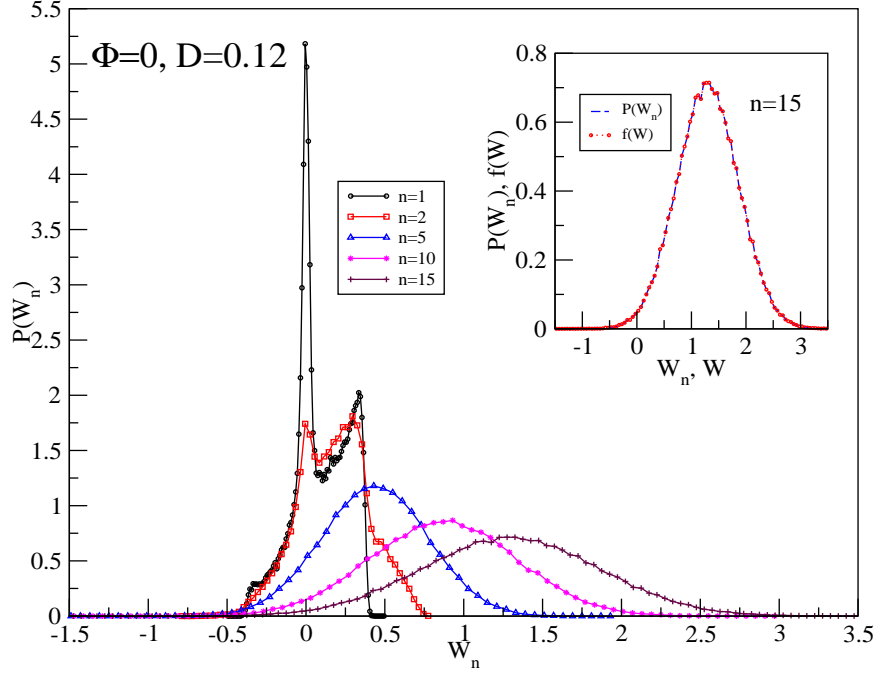 5.5
5
4.5
4
3.5
3
2.5
2
1.5
1
0.5
0
P(W_n)
Φ=0, D=0.12
n=1
n=2
n=5
n=10
n=15
-1.5 -1 -0.5 0 0.5 1 1.5 2 2.5 3 3.5
W_n
0.8
0.6
0.4
0.2
0
P(W_n), f(W)
P(W_n)
f(W)
n=15
-1 0 1 2 3
W_n, W